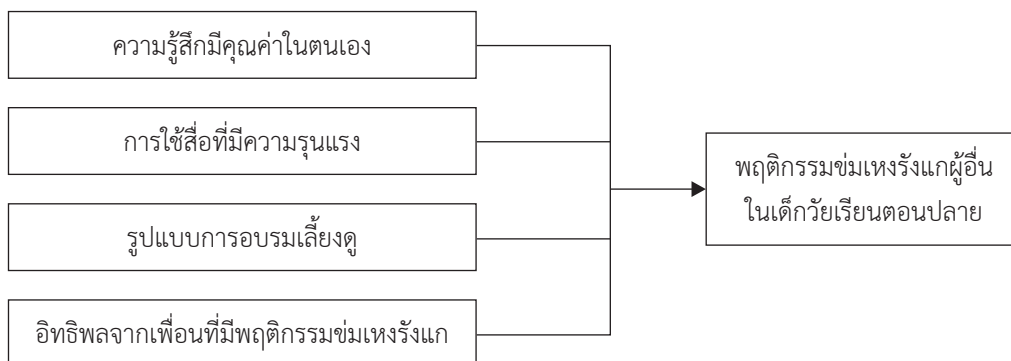 ความรู้สึกมีคุณค่าในตนเอง
การใช้สื่อที่มีความรุนแรง
รูปแบบการอบรมเลี้ยงดู
อิทธิพลจากเพื่อนที่มีพฤติกรรมข่มเหงรังแก
พฤติกรรมข่มเหงรังแกผู้อื่น
ในเด็กวัยเรียนตอนปลาย